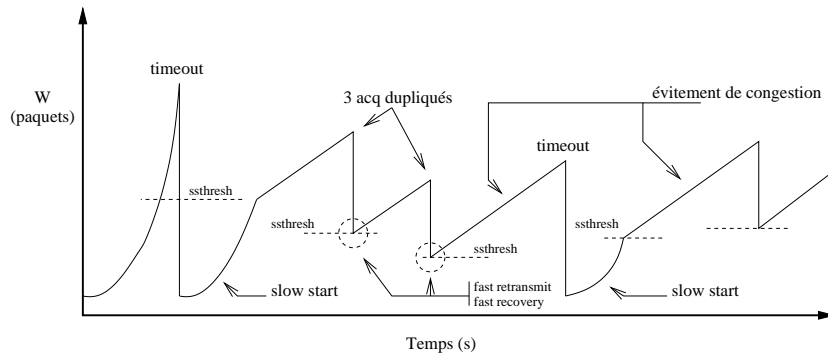 timeout
W
(paquets)
3 acq dupliqués
évitement de congestion
timeout
ssthresh
ssthresh
ssthresh
ssthresh
slow start
fast retransmit
fast recovery
slow start
Temps (s)